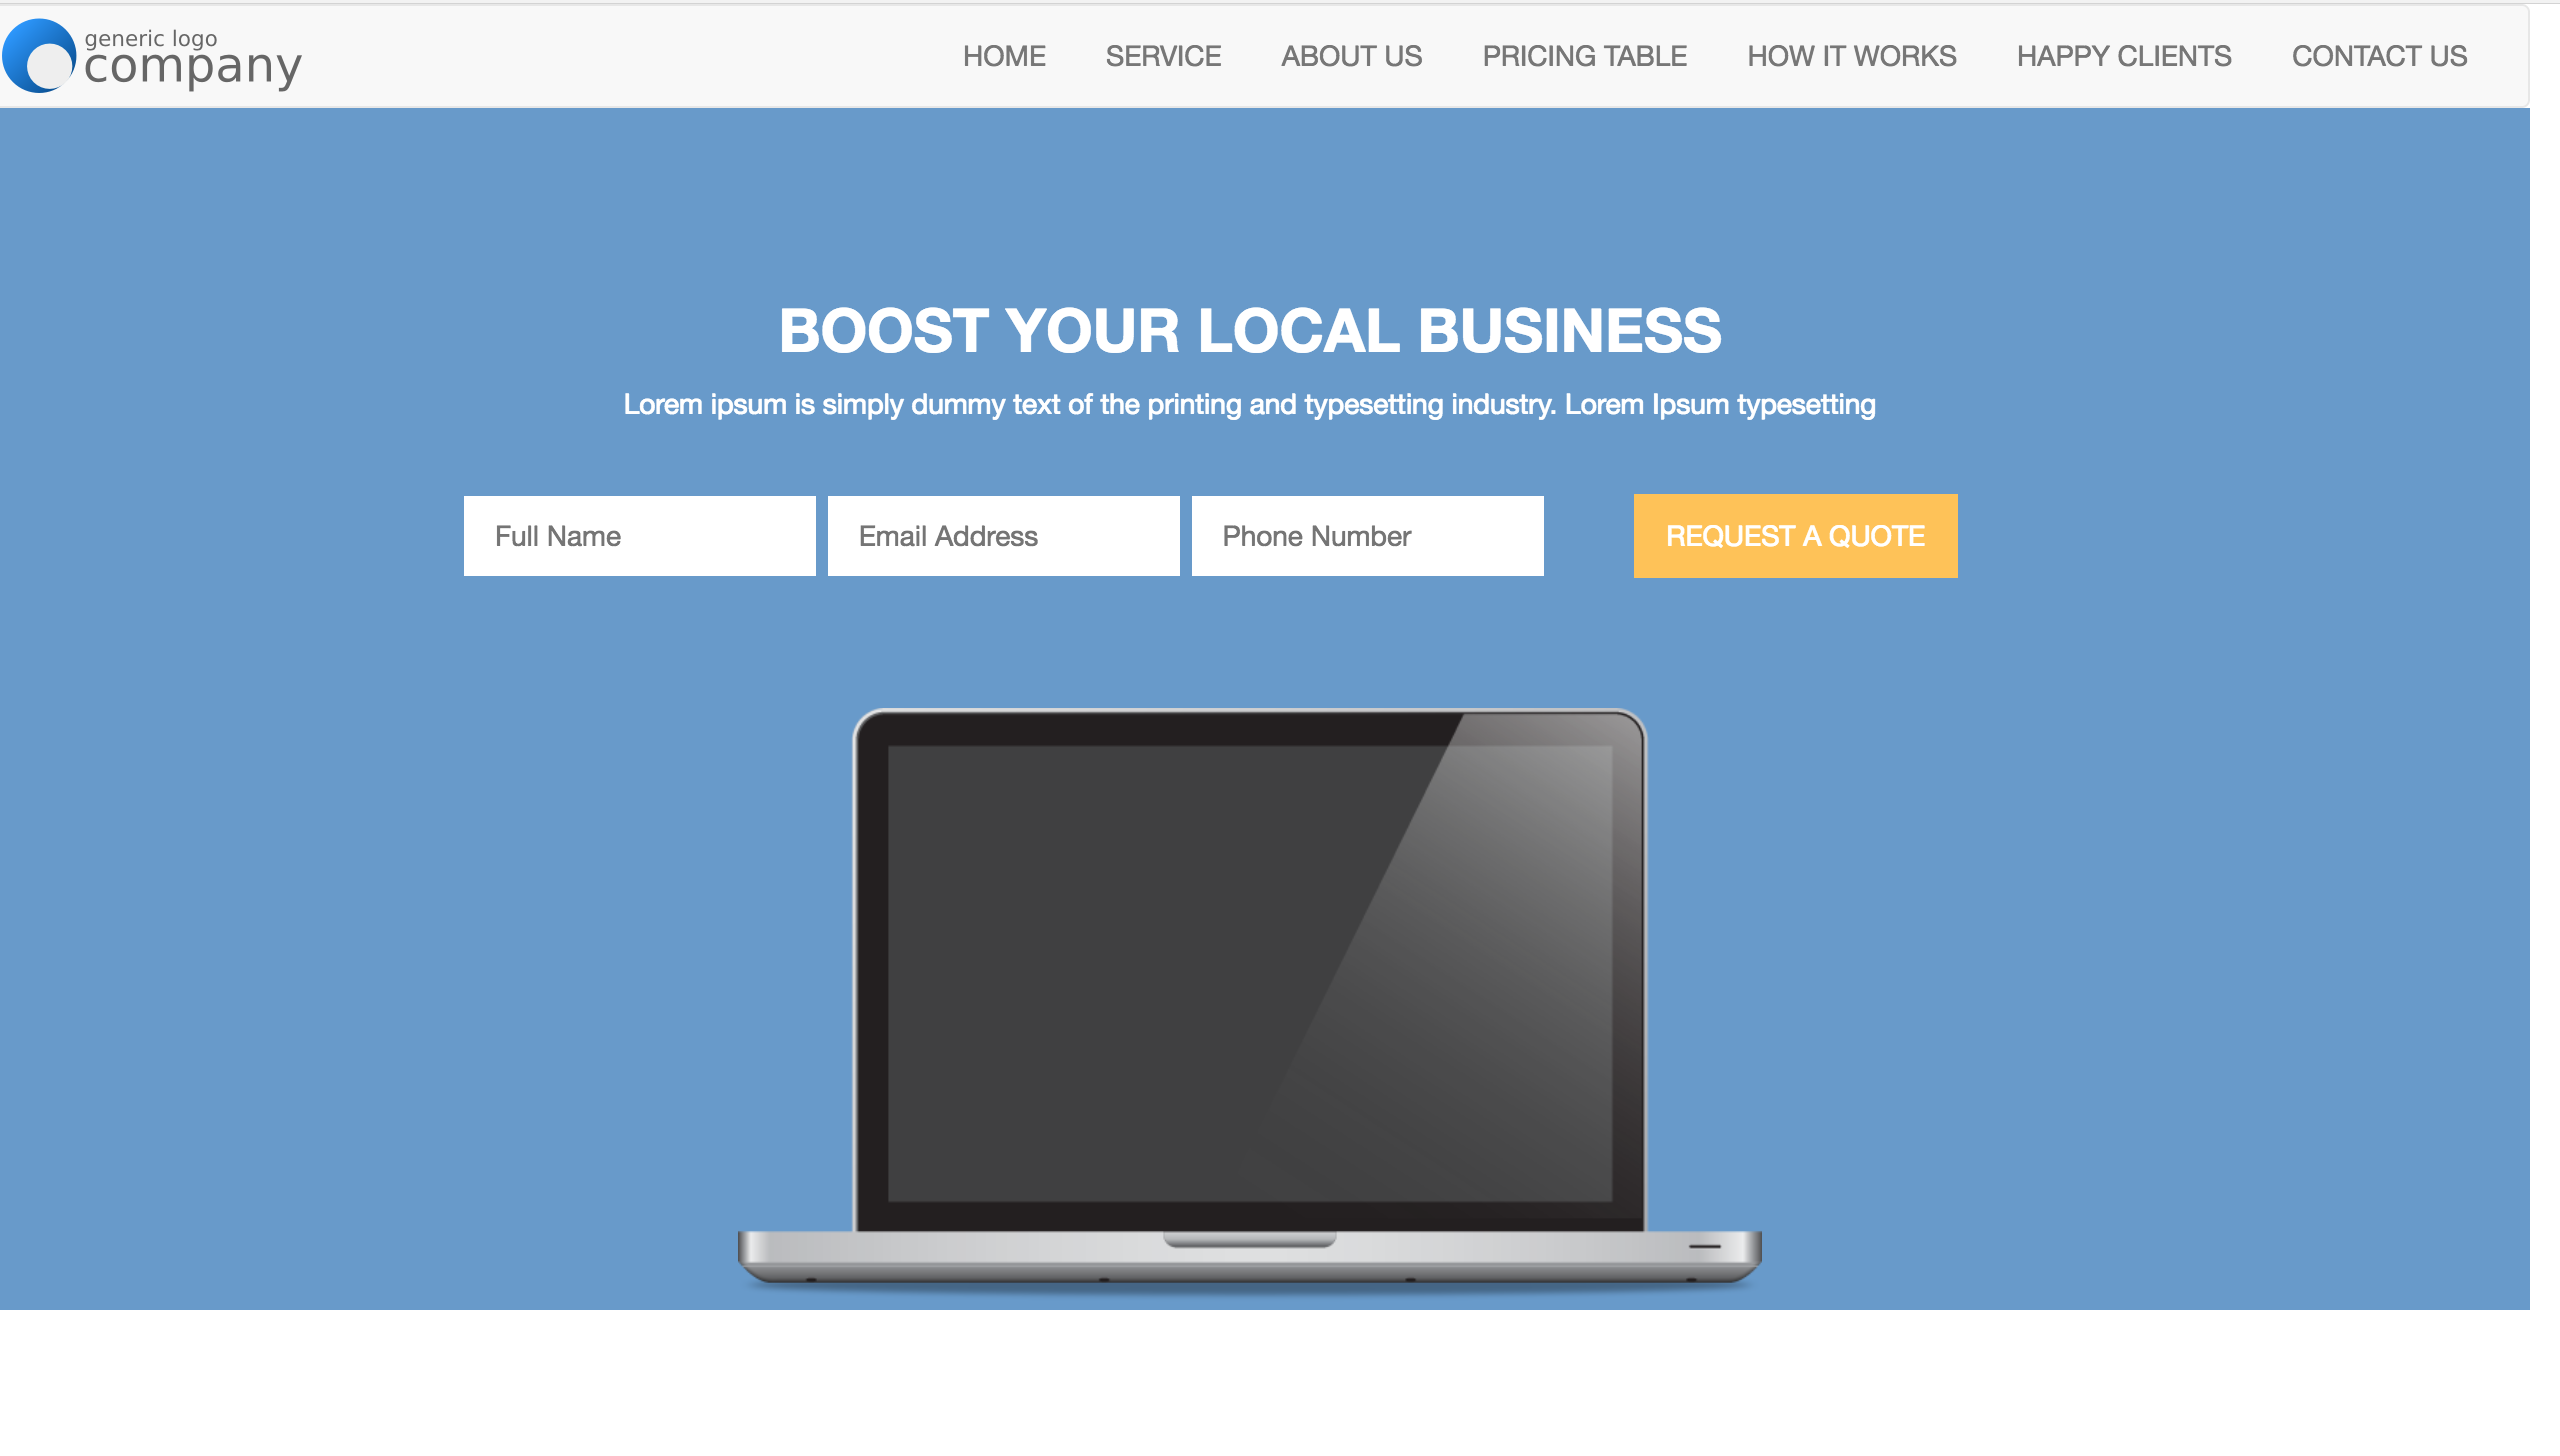 generic logo
company
HOME
SERVICE
ABOUT US
PRICING TABLE
HOW IT WORKS
HAPPY CLIENTS
CONTACT US
BOOST YOUR LOCAL BUSINESS
Lorem ipsum is simply dummy text of the printing and typesetting industry. Lorem Ipsum typesetting
Full Name
Email Address
Phone Number
REQUEST A QUOTE